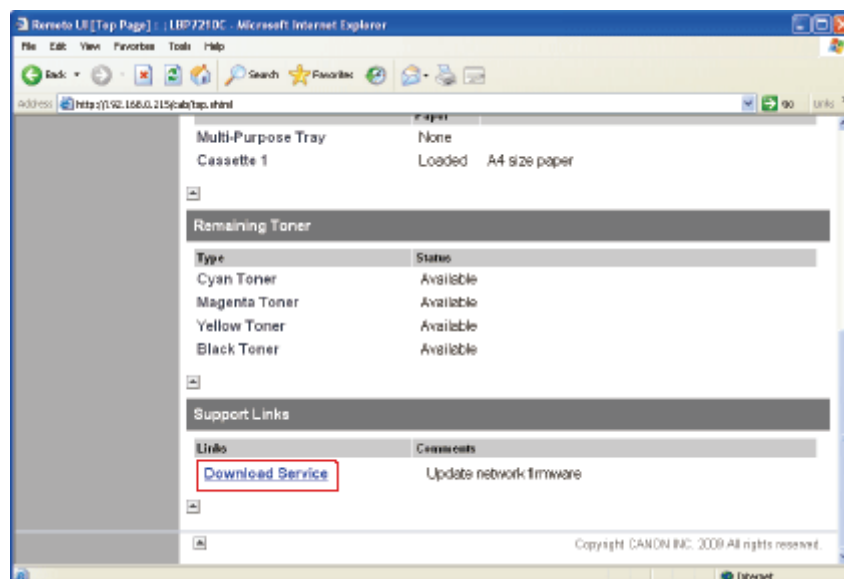 Remote UI [Top Page] : ; LBP7210C - Microsoft Internet Explorer
File Edit View Favorites Tools Help
Back Search Favorites
Address http://192.168.0.215/cab/top.shtml Go Links
Paper
Multi-Purpose Tray None
Cassette 1 Loaded A4 size paper
Remaining Toner
Type Status
Cyan Toner Available
Magenta Toner Available
Yellow Toner Available
Black Toner Available
Support Links
Links Comments
Download Service Update network firmware
Copyright CANON INC. 2009 All rights reserved.
Internet